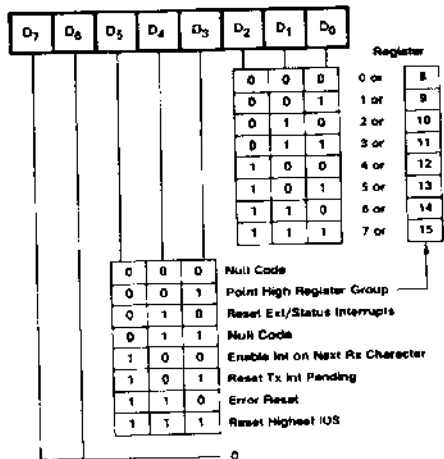 D7 D6 D5 D4 D3 D2 D1 D0
Register
0 0 0 0 or 8
0 0 1 1 or 9
0 1 0 2 or 10
0 1 1 3 or 11
1 0 0 4 or 12
1 0 1 5 or 13
1 1 0 6 or 14
1 1 1 7 or 15
0 0 0 Null Code
0 0 1 Point High Register Group
0 1 0 Reset Ext/Status Interrupts
0 1 1 Null Code
1 0 0 Enable Int on Next Rx Character
1 0 1 Reset Tx Int Pending
1 1 0 Error Reset
1 1 1 Reset Highest IUS
0